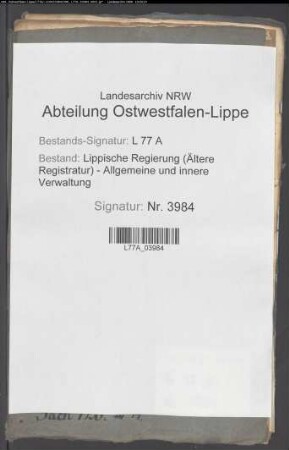 Landesarchiv NRW
Abteilung Ostwestfalen-Lippe
Bestands-Signatur: L 77 A
Bestand: Lippische Regierung (Ältere
Registratur) - Allgemeine und innere
Verwaltung
Signatur: Nr. 3984
L77A_03984